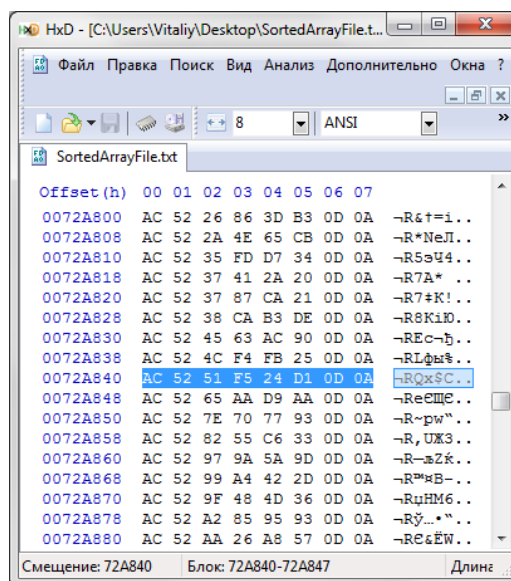 HxD - [C:\Users\Vitaliy\Desktop\SortedArrayFile.t...
Файл Правка Поиск Вид Анализ Дополнительно Окна ?
8 ANSI »
SortedArrayFile.txt
Offset(h) 00 01 02 03 04 05 06 07
0072A800 AC 52 26 86 3D B3 0D 0A ¬R&†=і..
0072A808 AC 52 2A 4E 65 CB 0D 0A ¬R*NeЛ..
0072A810 AC 52 35 FD D7 34 0D 0A ¬R5эЧ4..
0072A818 AC 52 37 41 2A 20 0D 0A ¬R7A* ..
0072A820 AC 52 37 87 CA 21 0D 0A ¬R7‡К!..
0072A828 AC 52 38 CA B3 DE 0D 0A ¬R8КіЮ..
0072A830 AC 52 45 63 AC 90 0D 0A ¬REc¬ђ..
0072A838 AC 52 4C F4 FB 25 0D 0A ¬RLфы%..
0072A840 AC 52 51 F5 24 D1 0D 0A ¬RQх$С..
0072A848 AC 52 65 AA D9 AA 0D 0A ¬ReЄЩЄ..
0072A850 AC 52 7E 70 77 93 0D 0A ¬R~pw“..
0072A858 AC 52 82 55 C6 33 0D 0A ¬R‚UЖ3..
0072A860 AC 52 97 9A 5A 9D 0D 0A ¬R—љZќ..
0072A868 AC 52 99 A4 42 2D 0D 0A ¬R™¤B-..
0072A870 AC 52 9F 48 4D 36 0D 0A ¬RџHM6..
0072A878 AC 52 A2 85 95 93 0D 0A ¬Rў…•“..
0072A880 AC 52 AA 26 A8 57 0D 0A ¬RЄ&ЁW..
Смещение: 72A840 Блок: 72A840-72A847 Длина